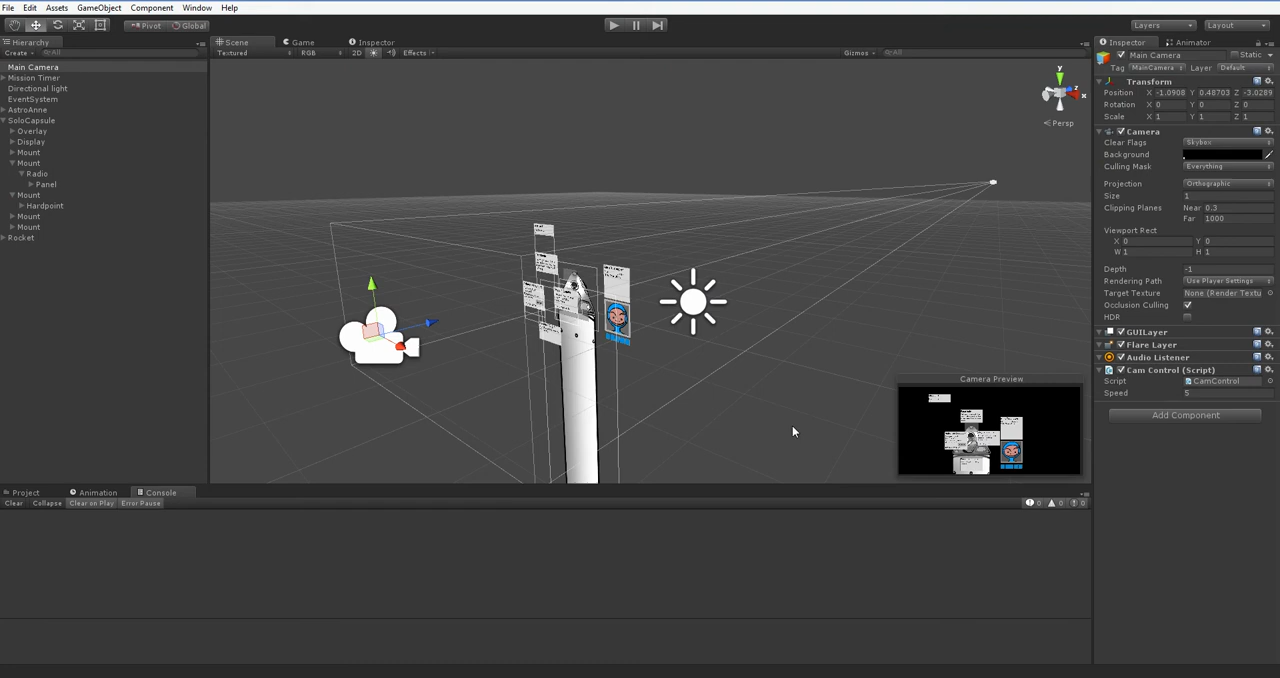 File Edit Assets GameObject Component Window Help
Pivot Global Layers Layout
Hierarchy Scene Game Inspector Inspector Animator
Create All Textured RGB 2D Effects Gizmos All
Main Camera
Mission Timer
Directional light
EventSystem
AstroAnne
SoloCapsule
Overlay
Display
Mount
Mount
Radio
Panel
Mount
Hardpoint
Mount
Mount
Rocket
y
z
x
Persp
Camera Preview
Main Camera Static
Tag MainCamera Layer Default
Transform
Position X -1.0908 Y 0.48703 Z -3.0289
Rotation X 0 Y 0 Z 0
Scale X 1 Y 1 Z 1
Camera
Clear Flags Skybox
Background
Culling Mask Everything
Projection Orthographic
Size 1
Clipping Planes Near 0.3
Far 1000
Viewport Rect
X 0 Y 0
W 1 H 1
Depth -1
Rendering Path Use Player Settings
Target Texture None (Render Textu
Occlusion Culling
HDR
GUILayer
Flare Layer
Audio Listener
Cam Control (Script)
Script CamControl
Speed 5
Add Component
Project Animation Console
Clear Collapse Clear on Play Error Pause 0 0 0